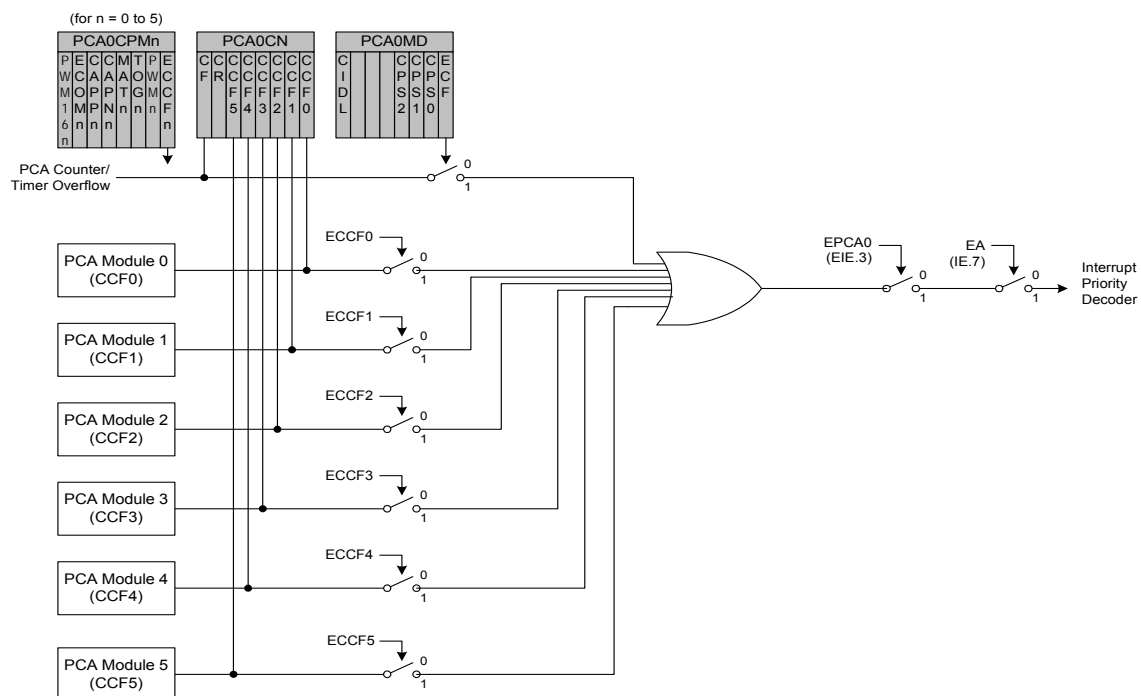 (for n = 0 to 5)
PCA0CPMn
PWM16n
ECOMn
CAPPn
CAPNn
MATn
TOGn
PWMn
ECCFn
PCA0CN
CF
CR
CCF5
CCF4
CCF3
CCF2
CCF1
CCF0
PCA0MD
CIDL
CPS2
CPS1
CPS0
ECF
PCA Counter/
Timer Overflow
0
1
PCA Module 0
(CCF0)
ECCF0
0
1
EPCA0
(EIE.3)
0
1
EA
(IE.7)
0
1
Interrupt
Priority
Decoder
PCA Module 1
(CCF1)
ECCF1
0
1
PCA Module 2
(CCF2)
ECCF2
0
1
PCA Module 3
(CCF3)
ECCF3
0
1
PCA Module 4
(CCF4)
ECCF4
0
1
PCA Module 5
(CCF5)
ECCF5
0
1